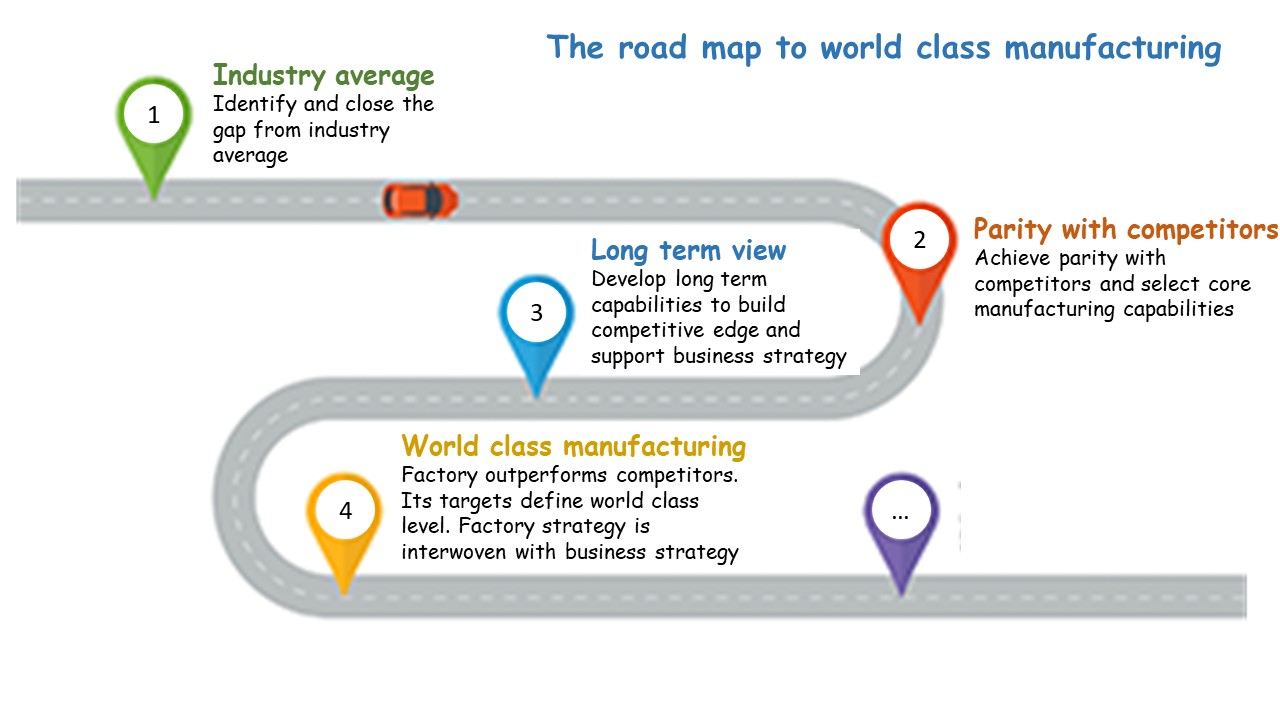 The road map to world class manufacturing
1
Industry average
Identify and close the
gap from industry
average
2
Parity with competitors
Achieve parity with
competitors and select core
manufacturing capabilities
3
Long term view
Develop long term
capabilities to build
competitive edge and
support business strategy
4
World class manufacturing
Factory outperforms competitors.
Its targets define world class
level. Factory strategy is
interwoven with business strategy
...